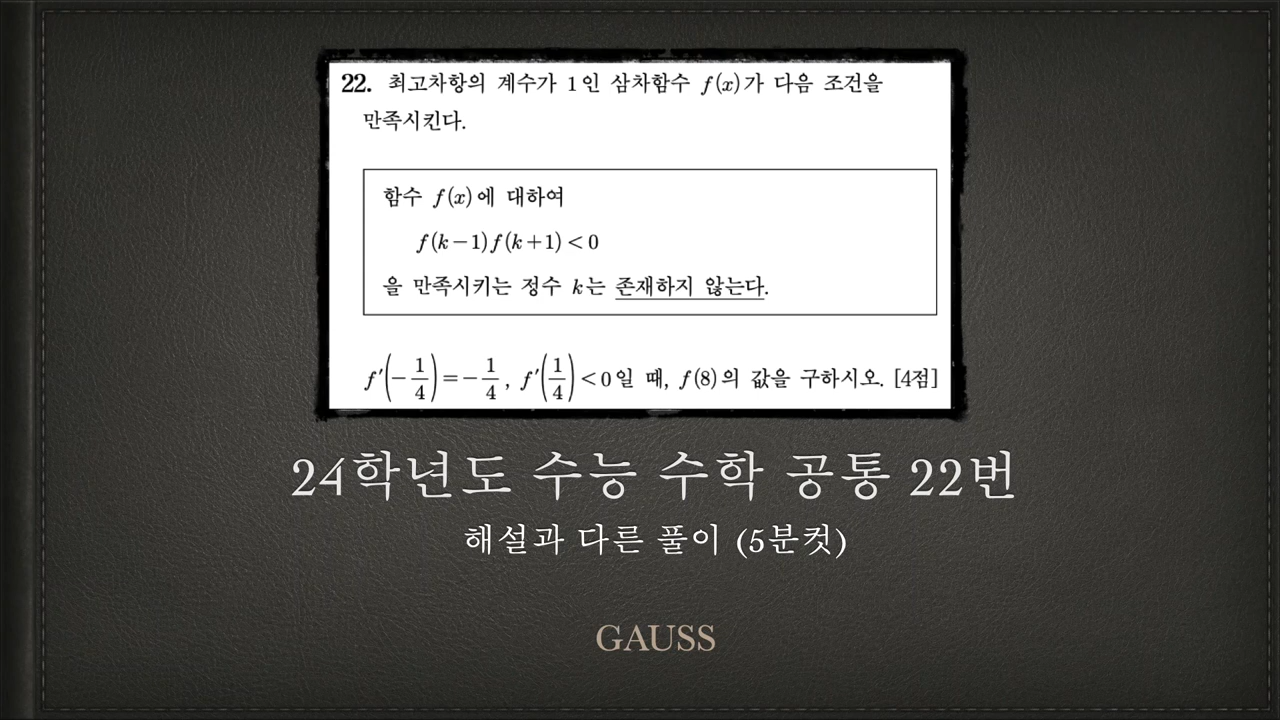 22. 최고차항의 계수가 1인 삼차함수 f(x)가 다음 조건을
만족시킨다.
함수 f(x)에 대하여
f(k−1)f(k+1)<0
을 만족시키는 정수 k는 존재하지 않는다.
f′(−1/4)=−1/4, f′(1/4)<0일 때, f(8)의 값을 구하시오. [4점]
24학년도 수능 수학 공통 22번
해설과 다른 풀이 (5분컷)
GAUSS